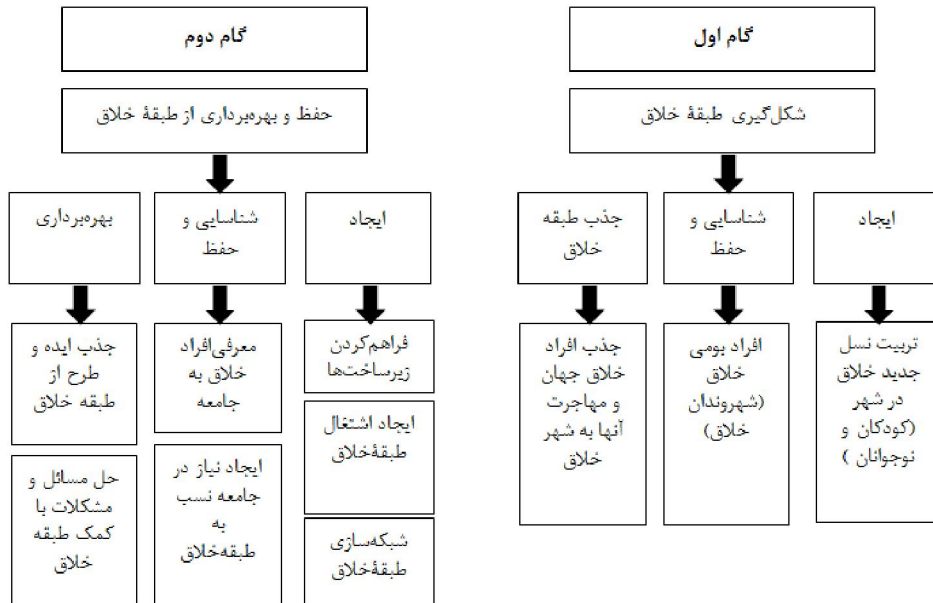 گام اول
شکل‌گیری طبقهٔ خلاق
ایجاد
تربیت نسل
جدید خلاق
در شهر
(کودکان و
نوجوانان )
شناسایی و
حفظ
افراد بومی
خلاق
(شهروندان
خلاق)
جذب طبقه
خلاق
جذب افراد
خلاق جهان
و مهاجرت
آنها به شهر
خلاق
گام دوم
حفظ و بهره‌برداری از طبقهٔ خلاق
ایجاد
فراهم‌کردن
زیرساخت‌ها
ایجاد اشتغال
طبقهٔ‌خلاق
شبکه‌سازی
طبقهٔ‌خلاق
شناسایی و
حفظ
معرفی‌افراد
خلاق به
جامعه
ایجاد نیاز در
جامعه نسب
به
طبقه‌خلاق
بهره‌برداری
جذب ایده و
طرح از
طبقه خلاق
حل مسائل و
مشکلات با
کمک طبقه
خلاق